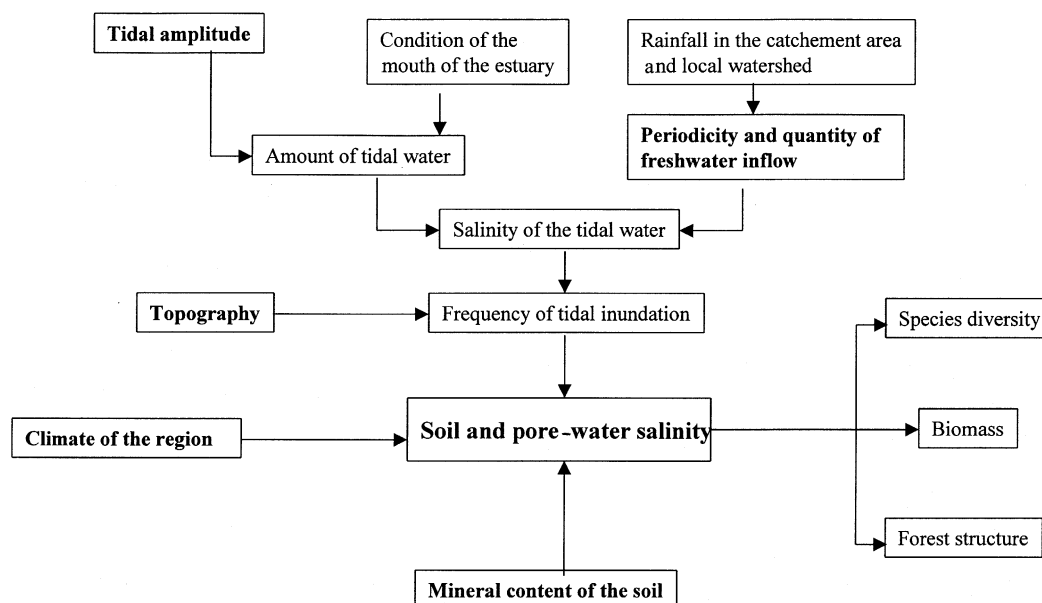 Tidal amplitude
Condition of the
mouth of the estuary
Rainfall in the catchement area
and local watershed
Amount of tidal water
Periodicity and quantity of
freshwater inflow
Salinity of the tidal water
Topography
Frequency of tidal inundation
Species diversity
Climate of the region
Soil and pore-water salinity
Biomass
Forest structure
Mineral content of the soil